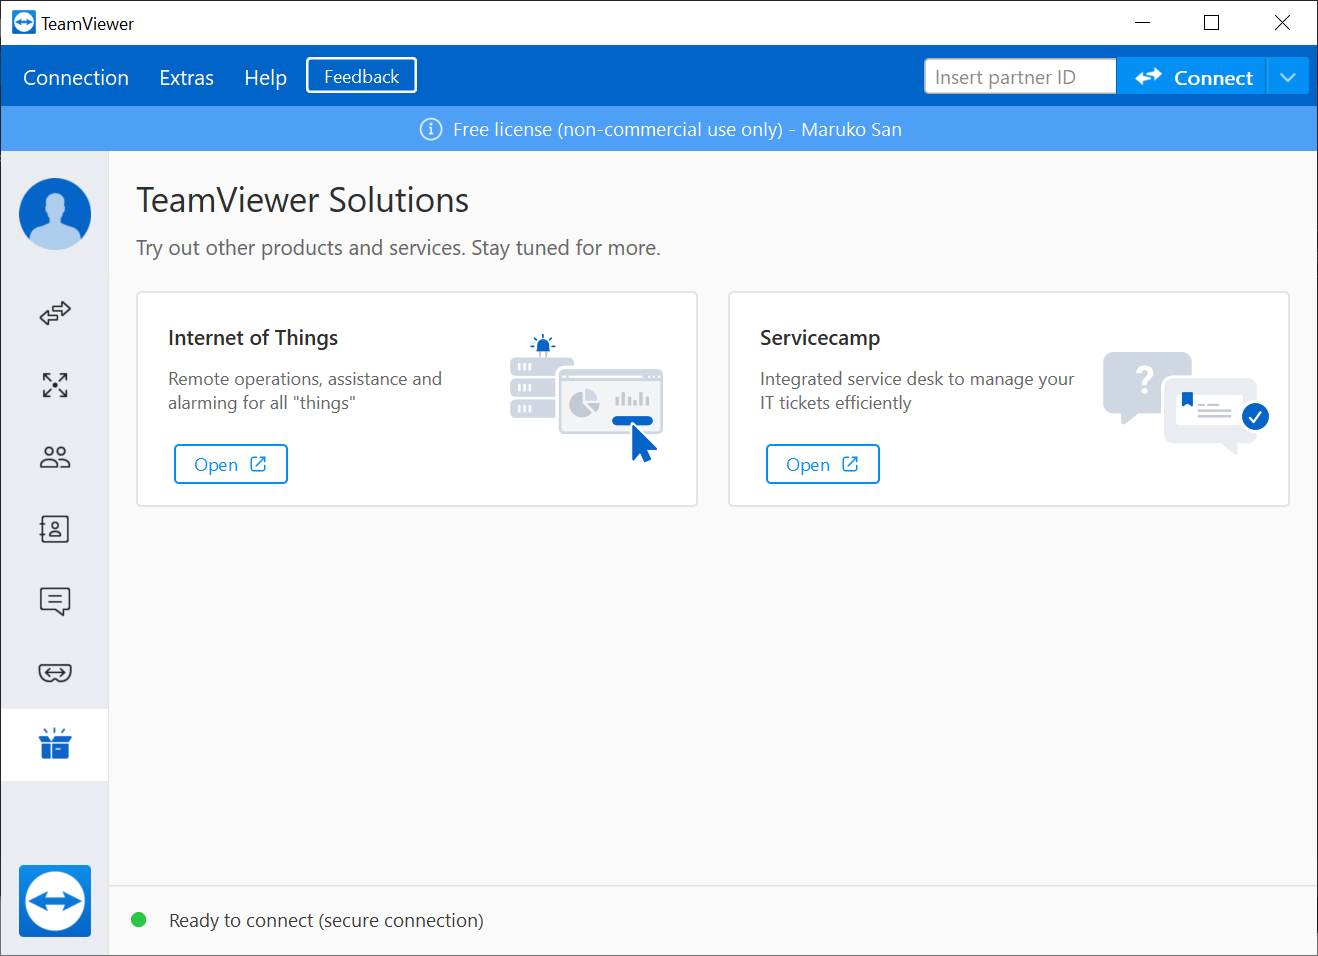 TeamViewer
Connection Extras Help Feedback
Insert partner ID Connect
Free license (non-commercial use only) - Maruko San
TeamViewer Solutions
Try out other products and services. Stay tuned for more.
Internet of Things
Remote operations, assistance and
alarming for all "things"
Open
Servicecamp
Integrated service desk to manage your
IT tickets efficiently
Open
?
Ready to connect (secure connection)